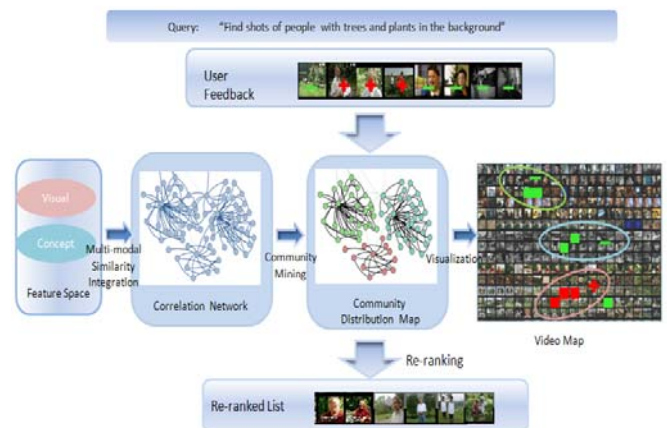 Query: "Find shots of people with trees and plants in the background"
User
Feedback
Visual
Concept
Feature Space
Multi-modal
Similarity
Integration
Correlation Network
Community
Mining
Community
Distribution Map
Visualization
Video Map
Re-ranking
Re-ranked List